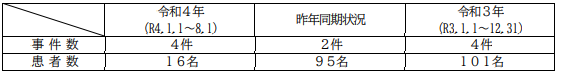 令和４年 昨年同期状況 令和３年
(R4.1.1～8.1) (R3.1.1～12.31)
事件数 ４件 ２件 ４件
患者数 １６名 ９５名 １０１名